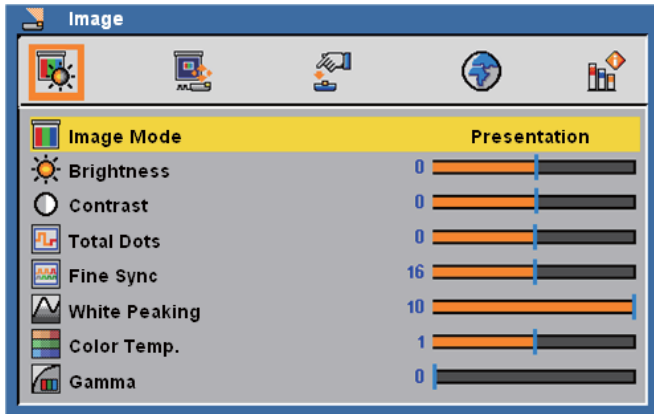 Image
Image Mode Presentation
Brightness 0
Contrast 0
Total Dots 0
Fine Sync 16
White Peaking 10
Color Temp. 1
Gamma 0